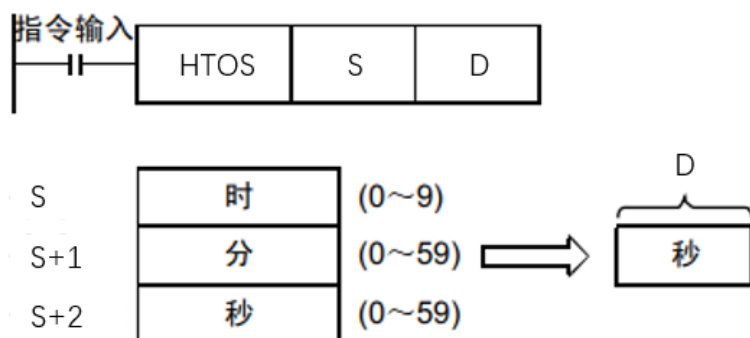 指令输入
HTOS S D
D
S 时 (0～9)
S+1 分 (0～59) 秒
S+2 秒 (0～59)